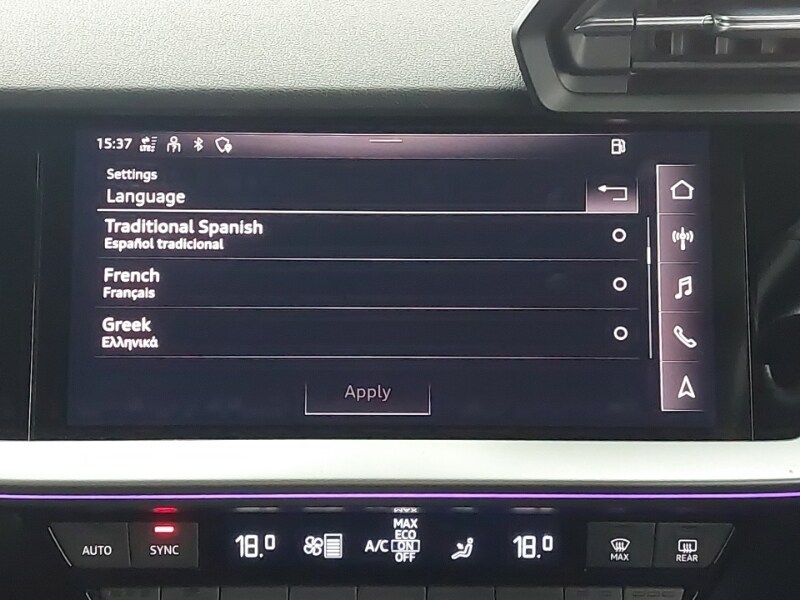 15:37 LTE
Settings
Language
Traditional Spanish
Español tradicional
French
Français
Greek
Ελληνικά
Apply
AUTO
SYNC
18.0
A/C
MAX
ECO
ON
OFF
18.0
MAX
REAR